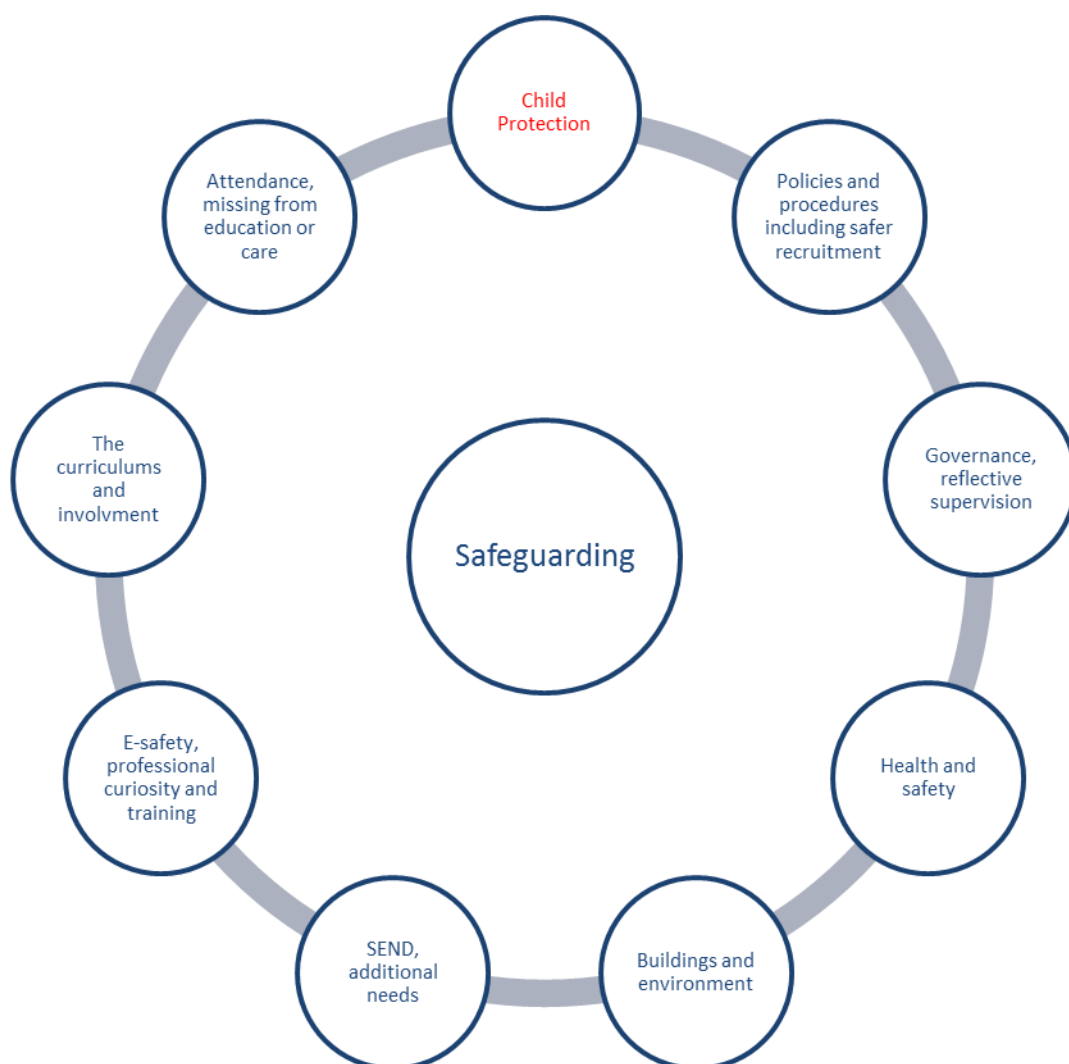 Child
Protection
Policies and
procedures
including safer
recruitment
Governance,
reflective
supervision
Health and
safety
Buildings and
environment
SEND,
additional
needs
E-safety,
professional
curiosity and
training
The
curriculums
and
involvment
Attendance,
missing from
education or
care
Safeguarding